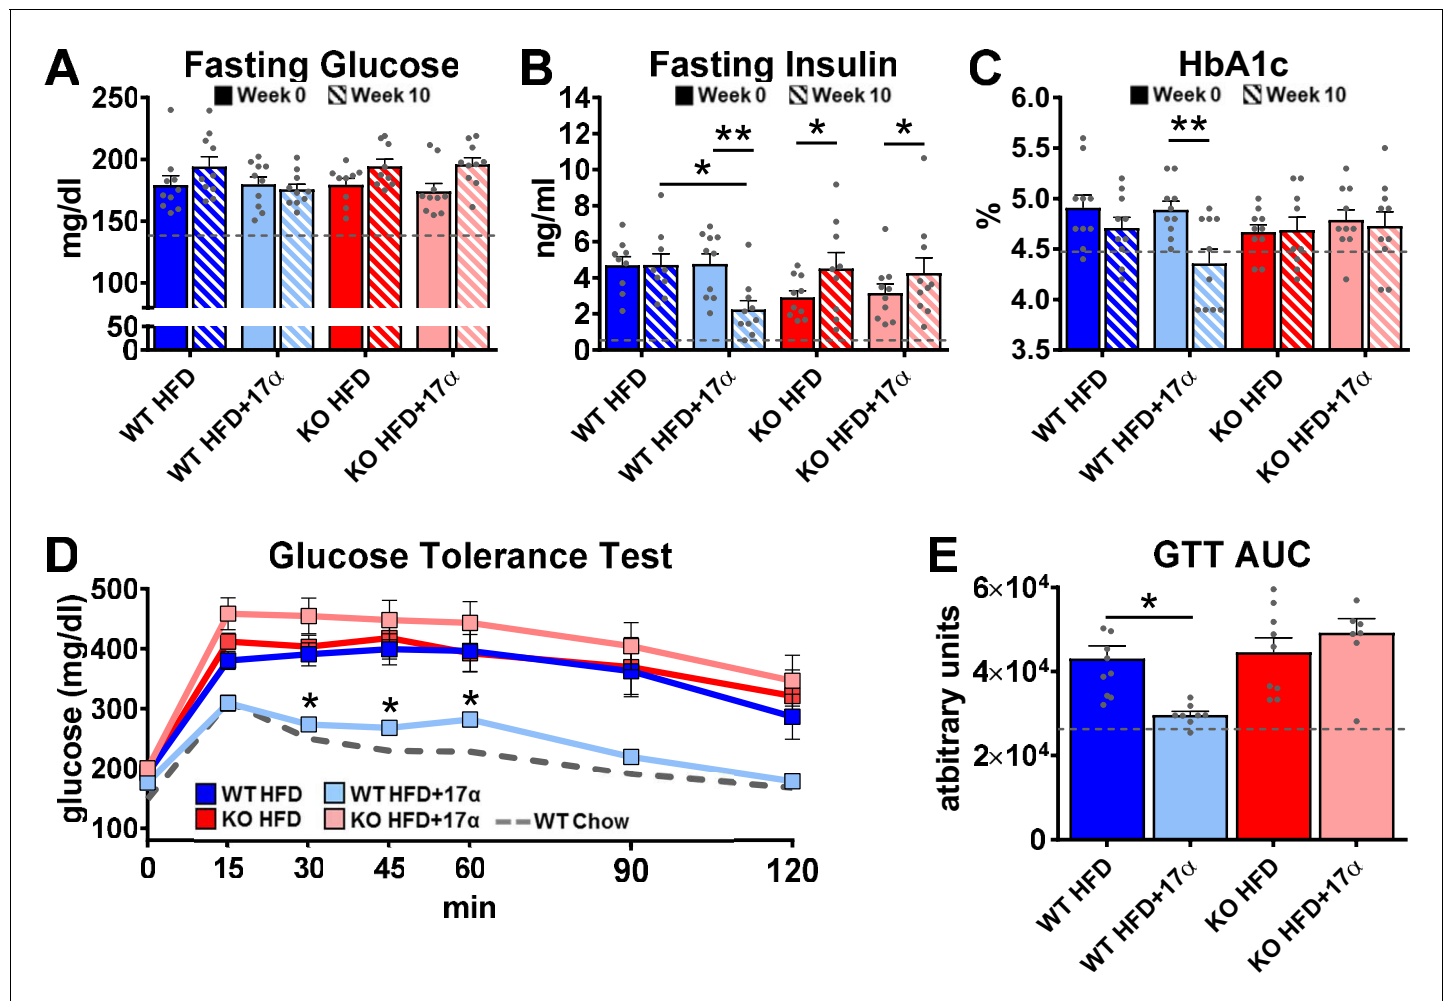 A Fasting Glucose
Week 0 Week 10
mg/dl
250
200
150
100
50
0
WT HFD
WT HFD+17α
KO HFD
KO HFD+17α
B Fasting Insulin
Week 0 Week 10
ng/ml
14
12
10
8
6
4
2
0
*
**
*
*
WT HFD
WT HFD+17α
KO HFD
KO HFD+17α
C HbA1c
Week 0 Week 10
%
6.0
5.5
5.0
4.5
4.0
3.5
**
WT HFD
WT HFD+17α
KO HFD
KO HFD+17α
D Glucose Tolerance Test
glucose (mg/dl)
500
400
300
200
100
* * *
WT HFD WT HFD+17α
KO HFD KO HFD+17α WT Chow
0 15 30 45 60 90 120
min
E GTT AUC
atbitrary units
6×10⁴
4×10⁴
2×10⁴
0
*
WT HFD
WT HFD+17α
KO HFD
KO HFD+17α